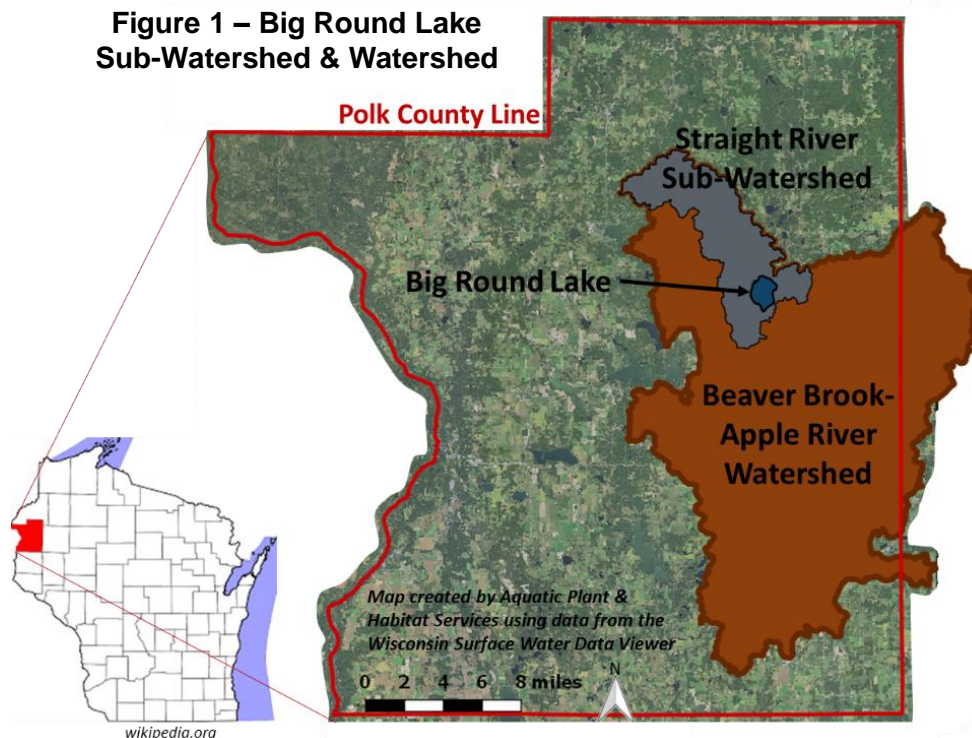 Figure 1 – Big Round Lake
Sub-Watershed & Watershed
Polk County Line
Straight River
Sub-Watershed
Big Round Lake
Beaver Brook-
Apple River
Watershed
Map created by Aquatic Plant &
Habitat Services using data from the
Wisconsin Surface Water Data Viewer
N
0 2 4 6 8 miles
wikipedia.org